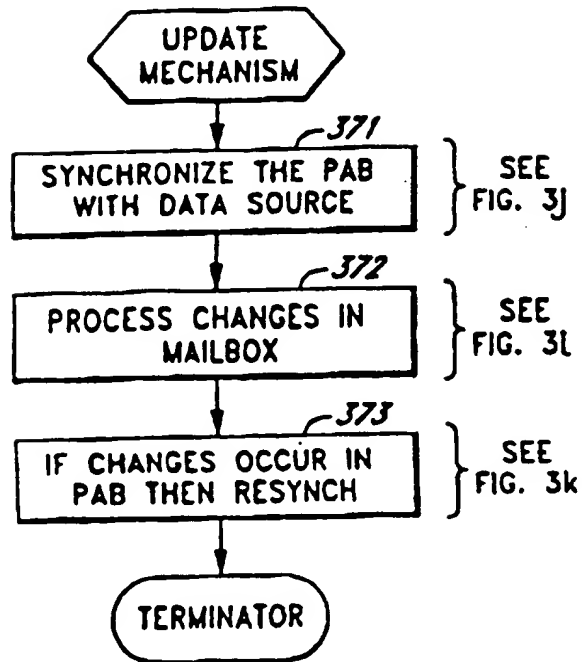 UPDATE
MECHANISM
371
SYNCHRONIZE THE PAB
WITH DATA SOURCE
SEE
FIG. 3j
372
PROCESS CHANGES IN
MAILBOX
SEE
FIG. 3l
373
IF CHANGES OCCUR IN
PAB THEN RESYNCH
SEE
FIG. 3k
TERMINATOR